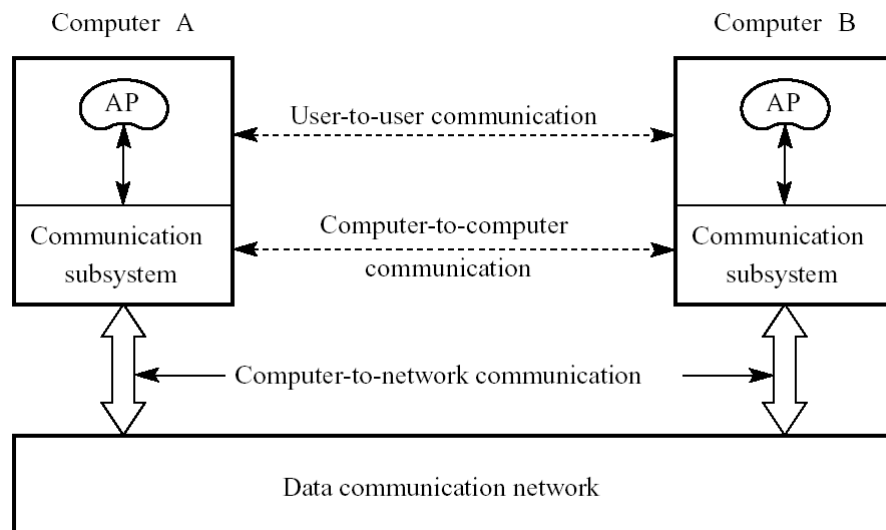 Computer A
Computer B
AP
AP
User-to-user communication
Communication
subsystem
Computer-to-computer
communication
Communication
subsystem
Computer-to-network communication
Data communication network